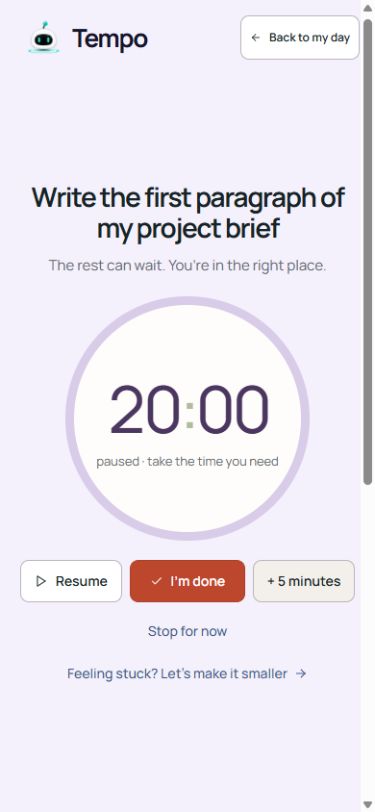 Tempo
← Back to my day
Write the first paragraph of
my project brief
The rest can wait. You're in the right place.
20:00
paused · take the time you need
Resume
I'm done
+ 5 minutes
Stop for now
Feeling stuck? Let's make it smaller →